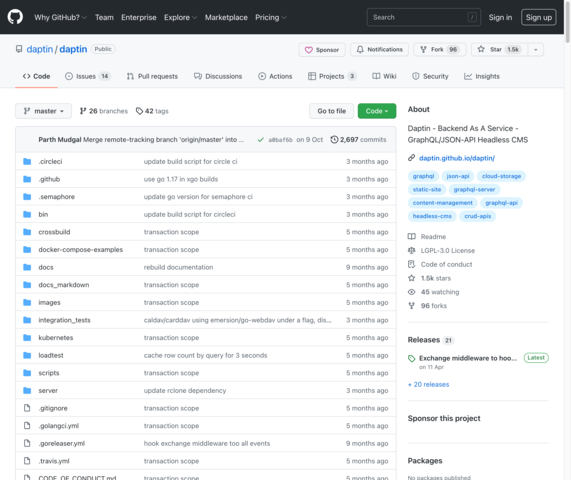 Why GitHub? Team Enterprise Explore Marketplace Pricing Search / Sign in Sign up
daptin / daptin Public Sponsor Notifications Fork 96 Star 1.5k
Code Issues 14 Pull requests Discussions Actions Projects 3 Wiki Security Insights
master 26 branches 42 tags Go to file Code
Parth Mudgal Merge remote-tracking branch 'origin/master' into ... on 9 Oct 2,697 commits
.circleci update build script for circle ci 3 months ago
.github use go 1.17 in xgo builds 3 months ago
.semaphore update go version for semaphore ci 3 months ago
bin update build script for circleci 3 months ago
crossbuild transaction scope 5 months ago
docker-compose-examples transaction scope 5 months ago
docs rebuild documentation 9 months ago
docs_markdown transaction scope 5 months ago
images transaction scope 5 months ago
integration_tests caldav/carddav using emersion/go-webdav under a flag, dis... 3 months ago
kubernetes transaction scope 5 months ago
loadtest cache row count by query for 3 seconds 5 months ago
scripts transaction scope 5 months ago
server update rclone dependency 3 months ago
.gitignore transaction scope 5 months ago
.golangci.yml transaction scope 5 months ago
.goreleaser.yml hook exchange middleware too all events 9 months ago
.travis.yml transaction scope 5 months ago
CODE_OF_CONDUCT.md transaction scope 5 months ago
About
Daptin - Backend As A Service -
GraphQL/JSON-API Headless CMS
daptin.github.io/daptin/
graphql json-api cloud-storage
static-site graphql-server
content-management graphql-api
headless-cms crud-apis
Readme
LGPL-3.0 License
Code of conduct
1.5k stars
45 watching
96 forks
Releases 21
Exchange middleware to hoo... Latest
on 11 Apr
+ 20 releases
Sponsor this project
Packages
No packages published